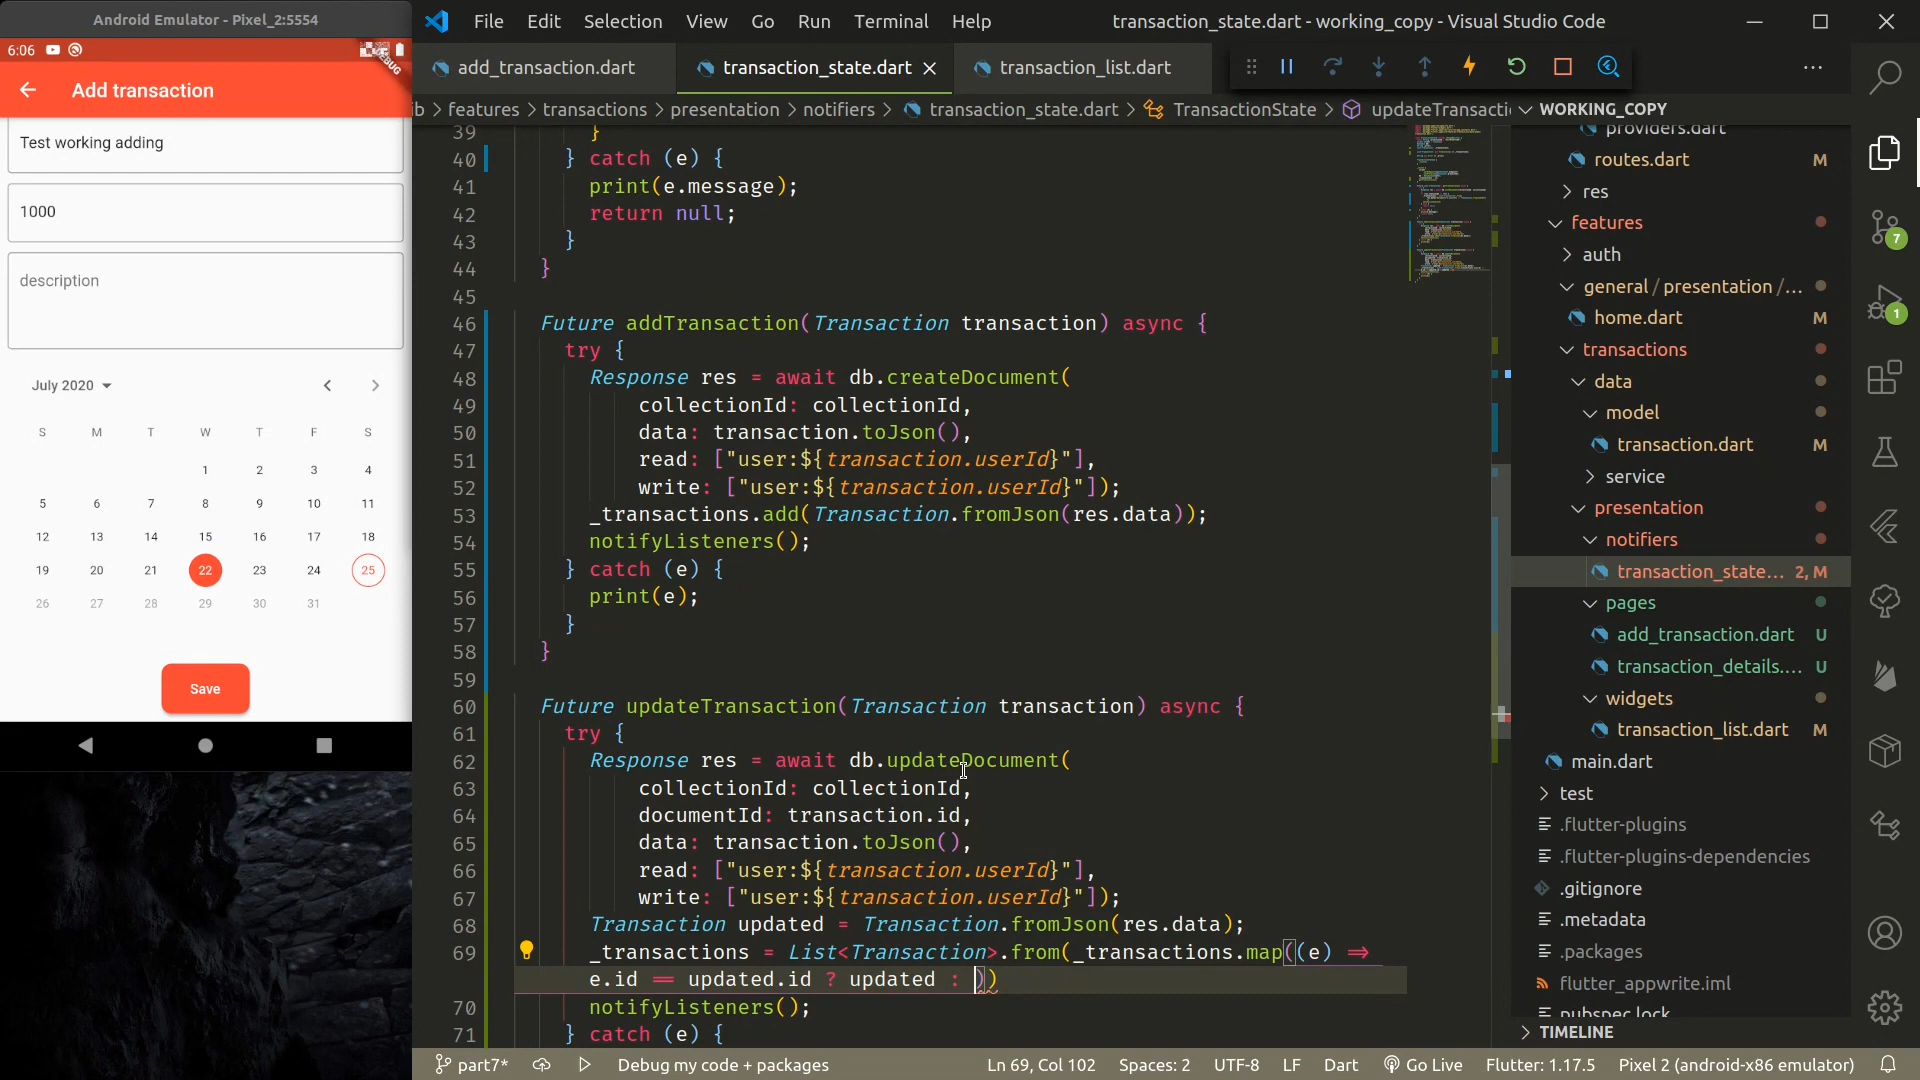 Android Emulator - Pixel_2:5554
6:06
DEBUG
Add transaction
Test working adding
1000
description
July 2020
S M T W T F S
1 2 3 4
5 6 7 8 9 10 11
12 13 14 15 16 17 18
19 20 21 22 23 24 25
26 27 28 29 30 31
Save
File Edit Selection View Go Run Terminal Help
transaction_state.dart - working_copy - Visual Studio Code
add_transaction.dart
transaction_state.dart
transaction_list.dart
ib > features > transactions > presentation > notifiers > transaction_state.dart > TransactionState > updateTransacti
39 }
40 } catch (e) {
41 print(e.message);
42 return null;
43 }
44 }
45
46 Future addTransaction(Transaction transaction) async {
47 try {
48 Response res = await db.createDocument(
49 collectionId: collectionId,
50 data: transaction.toJson(),
51 read: ["user:${transaction.userId}"],
52 write: ["user:${transaction.userId}"]);
53 _transactions.add(Transaction.fromJson(res.data));
54 notifyListeners();
55 } catch (e) {
56 print(e);
57 }
58 }
59
60 Future updateTransaction(Transaction transaction) async {
61 try {
62 Response res = await db.updateDocument(
63 collectionId: collectionId,
64 documentId: transaction.id,
65 data: transaction.toJson(),
66 read: ["user:${transaction.userId}"],
67 write: ["user:${transaction.userId}"]);
68 Transaction updated = Transaction.fromJson(res.data);
69 _transactions = List<Transaction>.from(_transactions.map((e) =>
e.id == updated.id ? updated : ))
70 notifyListeners();
71 } catch (e) {
WORKING_COPY
providers.dart
routes.dart M
res
features
auth
general / presentation / ...
home.dart M
transactions
data
model
transaction.dart M
service
presentation
notifiers
transaction_state... 2, M
pages
add_transaction.dart U
transaction_details.... U
widgets
transaction_list.dart M
main.dart
test
.flutter-plugins
.flutter-plugins-dependencies
.gitignore
.metadata
.packages
flutter_appwrite.iml
pubspec.lock
TIMELINE
7
1
part7*
Debug my code + packages
Ln 69, Col 102
Spaces: 2
UTF-8
LF
Dart
Go Live
Flutter: 1.17.5
Pixel 2 (android-x86 emulator)